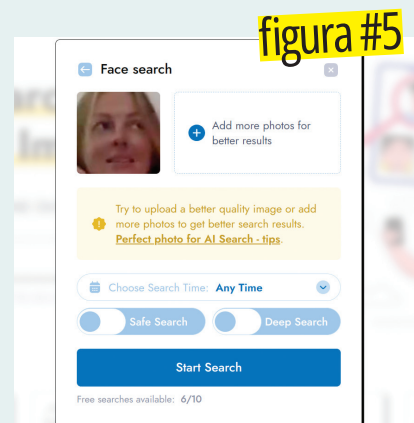 figura #5
Face search
Add more photos for
better results
Try to upload a better quality image or add
more photos to get better search results.
Perfect photo for AI Search - tips.
Choose Search Time: Any Time
Safe Search
Deep Search
Start Search
Free searches available: 6/10